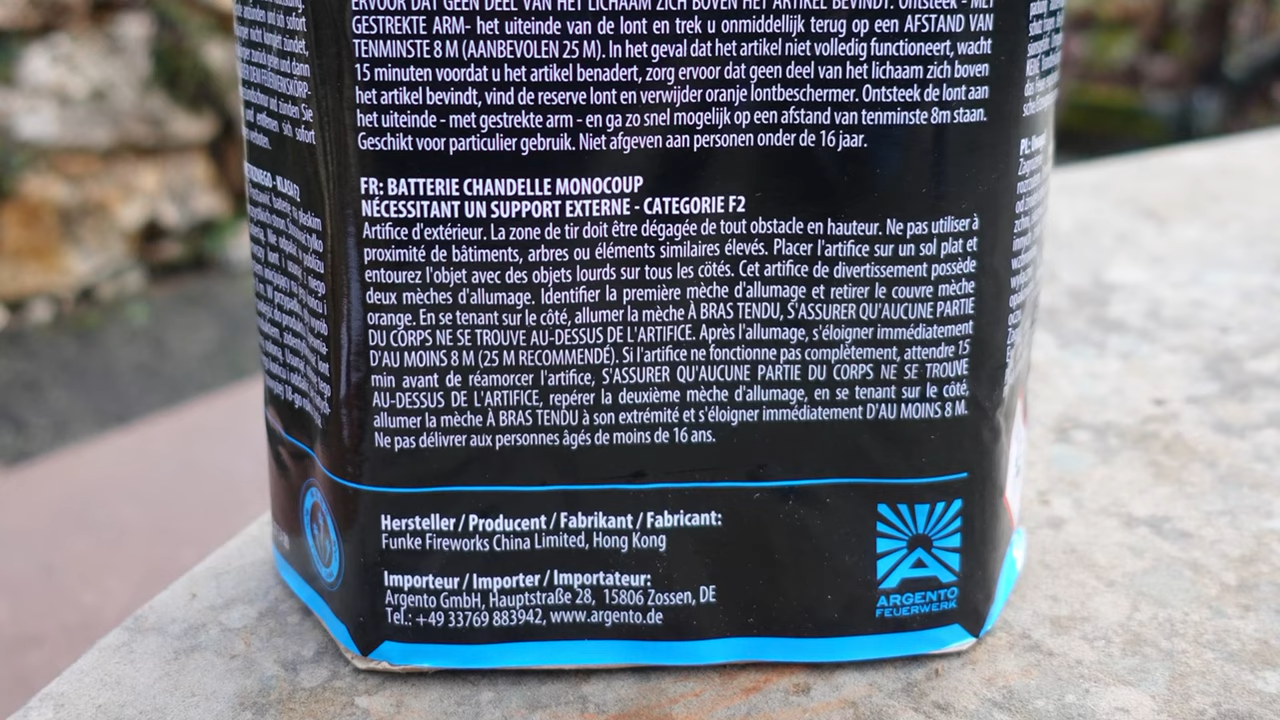 ERVOOR DAT GEEN DEEL VAN HET LICHAAM ZICH BOVEN HET ARTIKEL BEVINDT. Ontsteek - MET
GESTREKTE ARM- het uiteinde van de lont en trek u onmiddellijk terug op een AFSTAND VAN
TENMINSTE 8 M (AANBEVOLEN 25 M). In het geval dat het artikel niet volledig functioneert, wacht
15 minuten voordat u het artikel benadert, zorg ervoor dat geen deel van het lichaam zich boven
het artikel bevindt, vind de reserve lont en verwijder oranje lontbeschermer. Ontsteek de lont aan
het uiteinde - met gestrekte arm - en ga zo snel mogelijk op een afstand van tenminste 8m staan.
Geschikt voor particulier gebruik. Niet afgeven aan personen onder de 16 jaar.
FR: BATTERIE CHANDELLE MONOCOUP
NÉCESSITANT UN SUPPORT EXTERNE - CATEGORIE F2
Artifice d'extérieur. La zone de tir doit être dégagée de tout obstacle en hauteur. Ne pas utiliser à
proximité de bâtiments, arbres ou éléments similaires élevés. Placer l'artifice sur un sol plat et
entourez l'objet avec des objets lourds sur tous les côtés. Cet artifice de divertissement possède
deux mèches d'allumage. Identifier la première mèche d'allumage et retirer le couvre mèche
orange. En se tenant sur le côté, allumer la mèche À BRAS TENDU, S'ASSURER QU'AUCUNE PARTIE
DU CORPS NE SE TROUVE AU-DESSUS DE L'ARTIFICE. Après l'allumage, s'éloigner immédiatement
D'AU MOINS 8 M (25 M RECOMMENDÉ). Si l'artifice ne fonctionne pas complètement, attendre 15
min avant de réamorcer l'artifice, S'ASSURER QU'AUCUNE PARTIE DU CORPS NE SE TROUVE
AU-DESSUS DE L'ARTIFICE, repérer la deuxième mèche d'allumage, en se tenant sur le côté,
allumer la mèche À BRAS TENDU à son extrémité et s'éloigner immédiatement D'AU MOINS 8 M.
Ne pas délivrer aux personnes âgés de moins de 16 ans.
Hersteller / Producent / Fabrikant / Fabricant:
Funke Fireworks China Limited, Hong Kong
Importeur / Importer / Importateur:
Argento GmbH, Hauptstraße 28, 15806 Zossen, DE
Tel.: +49 33769 883942, www.argento.de
ARGENTO
FEUERWERK